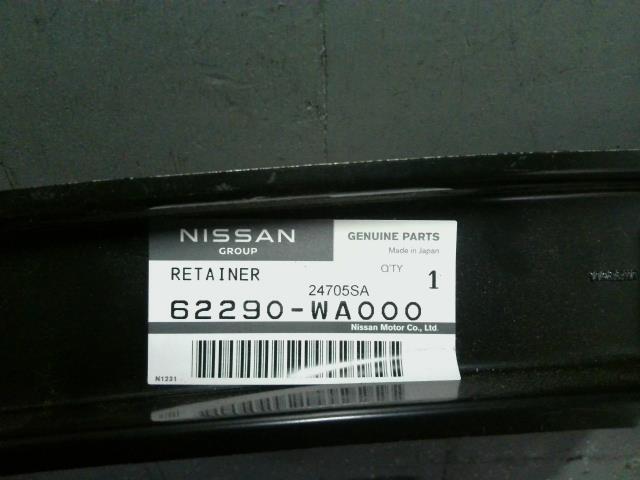 NISSAN
GROUP
GENUINE PARTS
Made in Japan
RETAINER
Q'TY 1
24705SA
62290-WA000
Nissan Motor Co., Ltd.
N1231